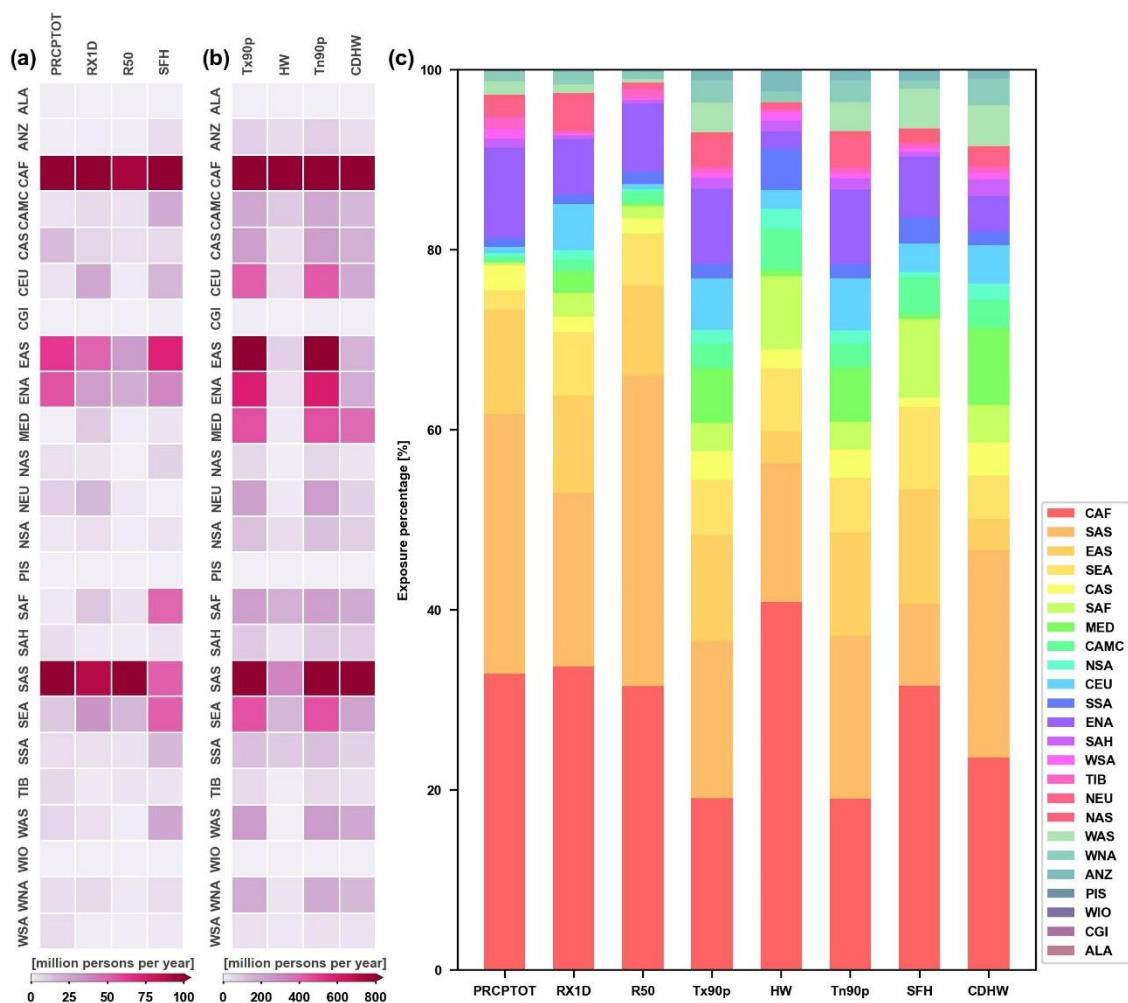 (a)
PRCPTOT
RX1D
R50
SFH
ALA
ANZ
CAF
CAMC
CAS
CEU
CGI
EAS
ENA
MED
NAS
NEU
NSA
PIS
SAF
SAH
SAS
SEA
SSA
TIB
WAS
WIO
WNA
WSA
[million persons per year]
0 25 75 100
(b)
Tx90p
HW
Tn90p
CDHW
ALA
ANZ
CAF
CAMC
CAS
CEU
CGI
EAS
ENA
MED
NAS
NEU
NSA
PIS
SAF
SAH
SAS
SEA
SSA
TIB
WAS
WIO
WNA
WSA
[million persons per year]
0 200 400 600 800
(c)
Exposure percentage [%]
100
80
60
40
20
0
PRCPTOT RX1D R50 Tx90p HW Tn90p SFH CDHW
CAF
SAS
EAS
SEA
CAS
SAF
MED
CAMC
NSA
CEU
SSA
ENA
SAH
WSA
TIB
NEU
NAS
WAS
WNA
ANZ
PIS
WIO
CGI
ALA